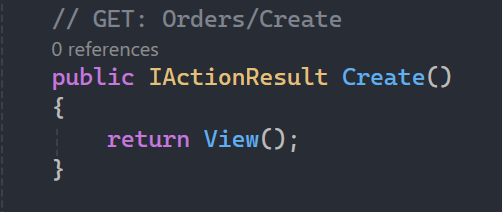 // GET: Orders/Create
0 references
public IActionResult Create()
{
    return View();
}